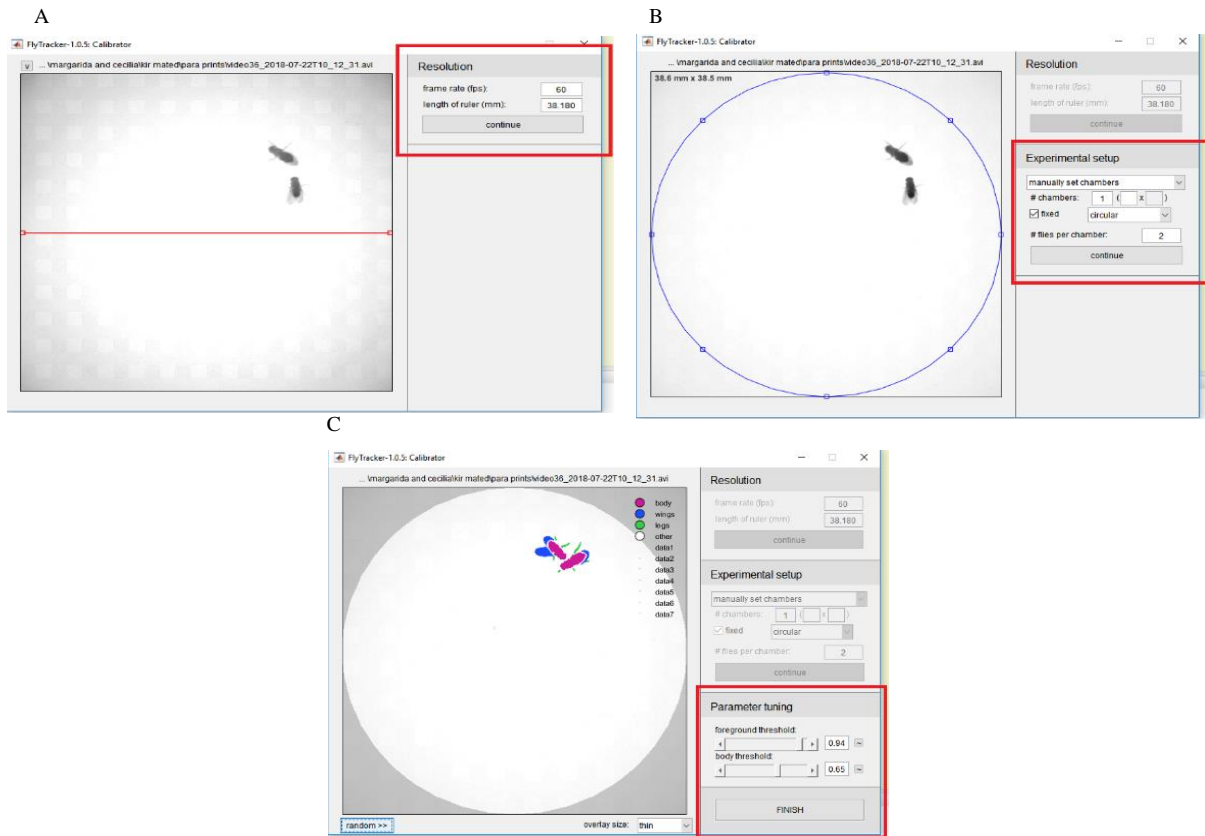 A
FlyTracker-1.0.5: Calibrator
v ... \margarida and cecilia\kir mated\para prints\video36_2018-07-22T10_12_31.avi
Resolution
frame rate (fps): 60
length of ruler (mm): 38.180
continue
B
FlyTracker-1.0.5: Calibrator
... \margarida and cecilia\kir mated\para prints\video36_2018-07-22T10_12_31.avi
38.6 mm x 38.5 mm
Resolution
frame rate (fps): 60
length of ruler (mm): 38.180
continue
Experimental setup
manually set chambers
# chambers: 1 ( x )
fixed circular
# flies per chamber: 2
continue
C
FlyTracker-1.0.5: Calibrator
... \margarida and cecilia\kir mated\para prints\video36_2018-07-22T10_12_31.avi
body
wings
legs
other
data1
data2
data3
data4
data5
data6
data7
random >>
overlay size: thin
Resolution
frame rate (fps) 60
length of ruler (mm) 38.180
continue
Experimental setup
manually set chambers
# chambers: 1 ( x )
fixed circular
# flies per chamber: 2
continue
Parameter tuning
foreground threshold:
0.94 ~
body threshold:
0.65 ~
FINISH